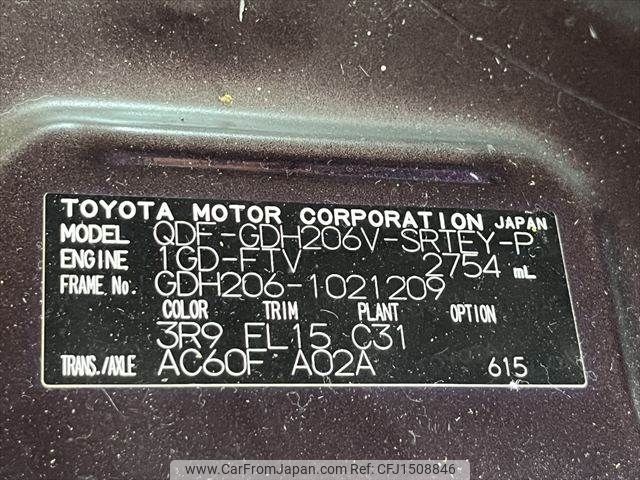 TOYOTA MOTOR CORPORATION JAPAN
MODEL QDF-GDH206V-SRTEY-P
ENGINE 1GD-FTV 2754 mL
FRAME No. GDH206-1021209
COLOR TRIM PLANT OPTION
3R9 FL15 C31
TRANS./AXLE AC60F A02A 615
www.CarFromJapan.com CFJ1508846